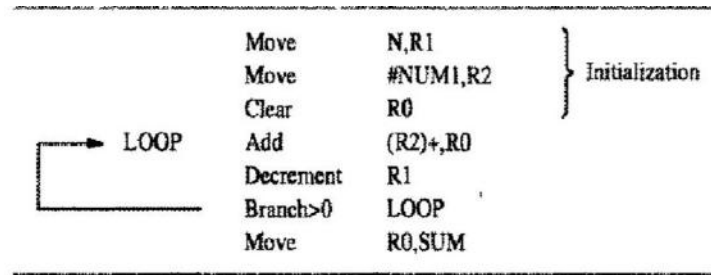 Move N,R1
Move #NUM1,R2
Initialization
Clear R0
LOOP Add (R2)+,R0
Decrement R1
Branch>0 LOOP
Move R0,SUM